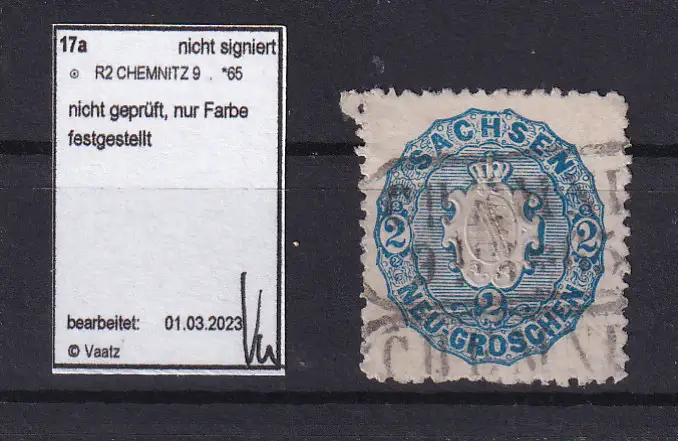 17a nicht signiert
⊙ R2 CHEMNITZ 9 . *65
nicht geprüft, nur Farbe
festgestellt
bearbeitet: 01.03.2023
© Vaatz
SACHSEN
2 2
2
NEU-GROSCHEN